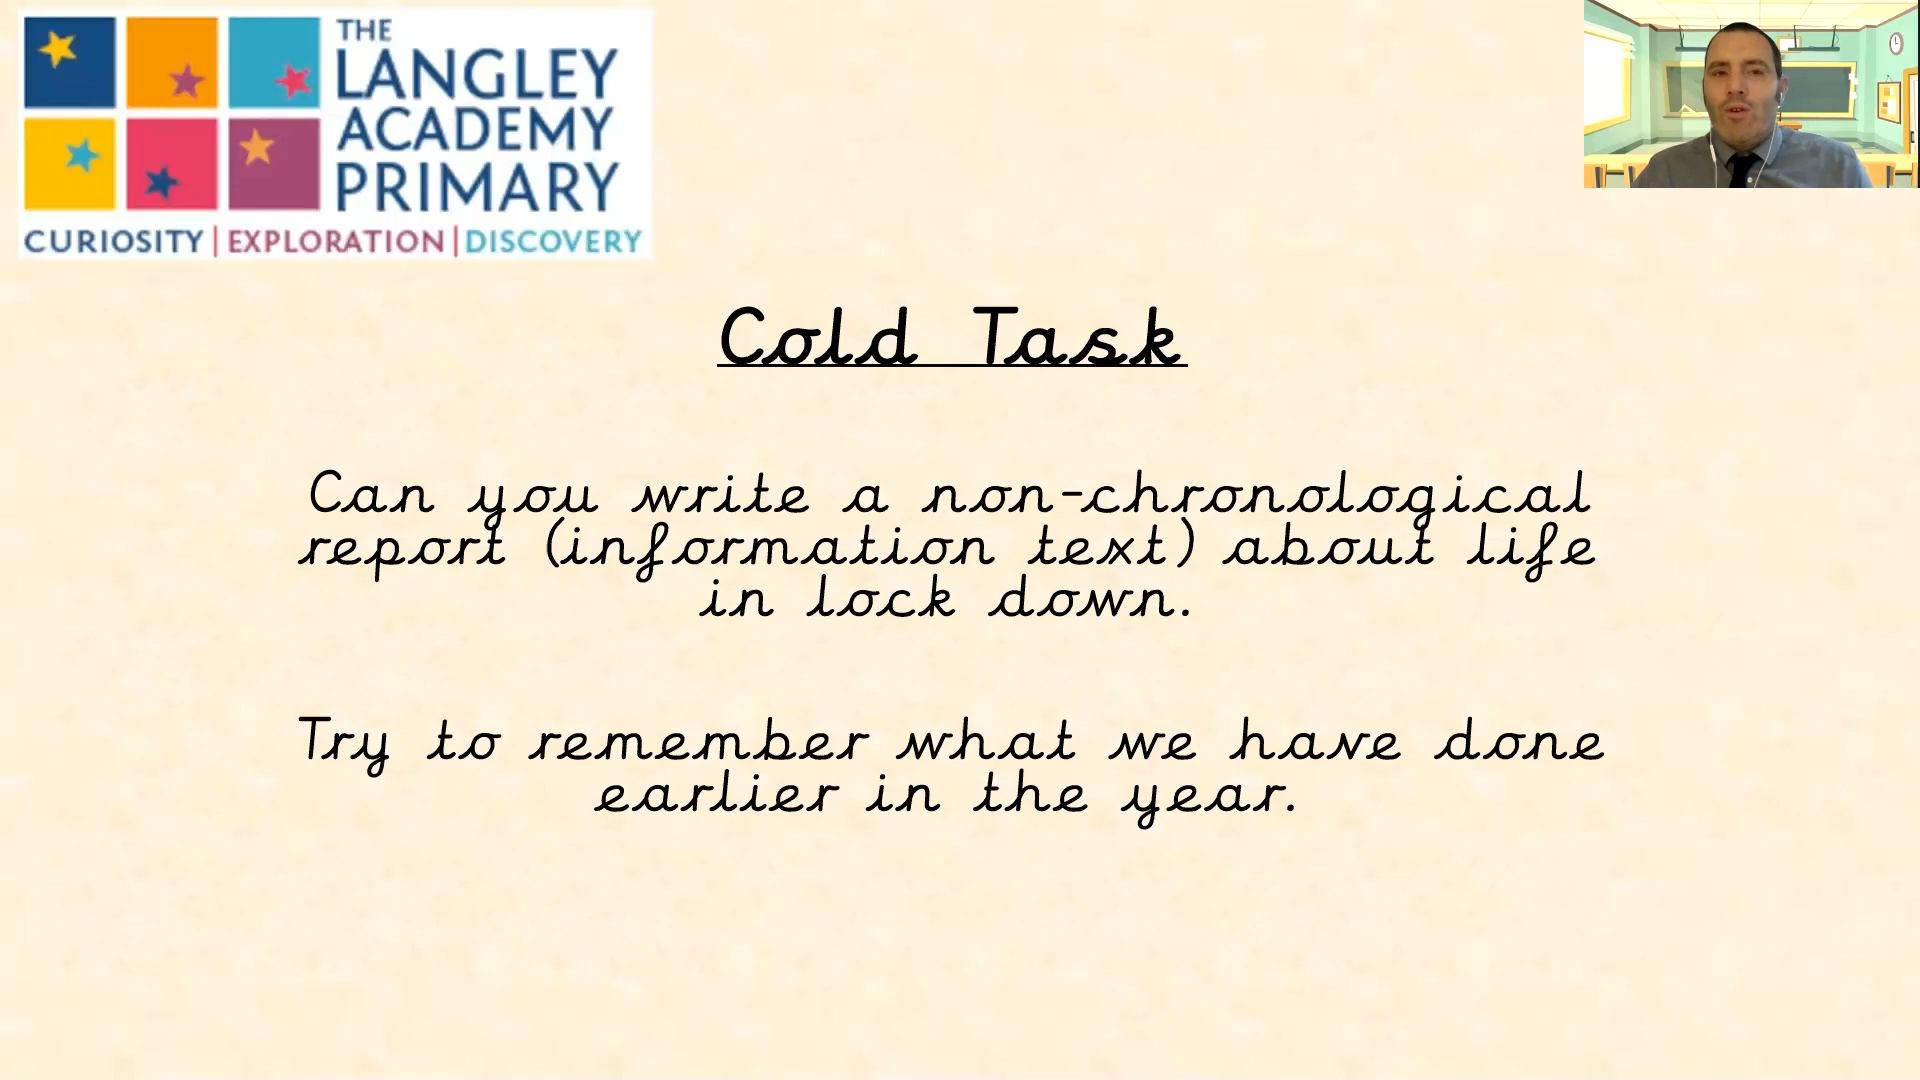 THE
LANGLEY
ACADEMY
PRIMARY
CURIOSITY | EXPLORATION | DISCOVERY
Cold Task
Can you write a non-chronological
report (information text) about life
in lock down.
Try to remember what we have done
earlier in the year.